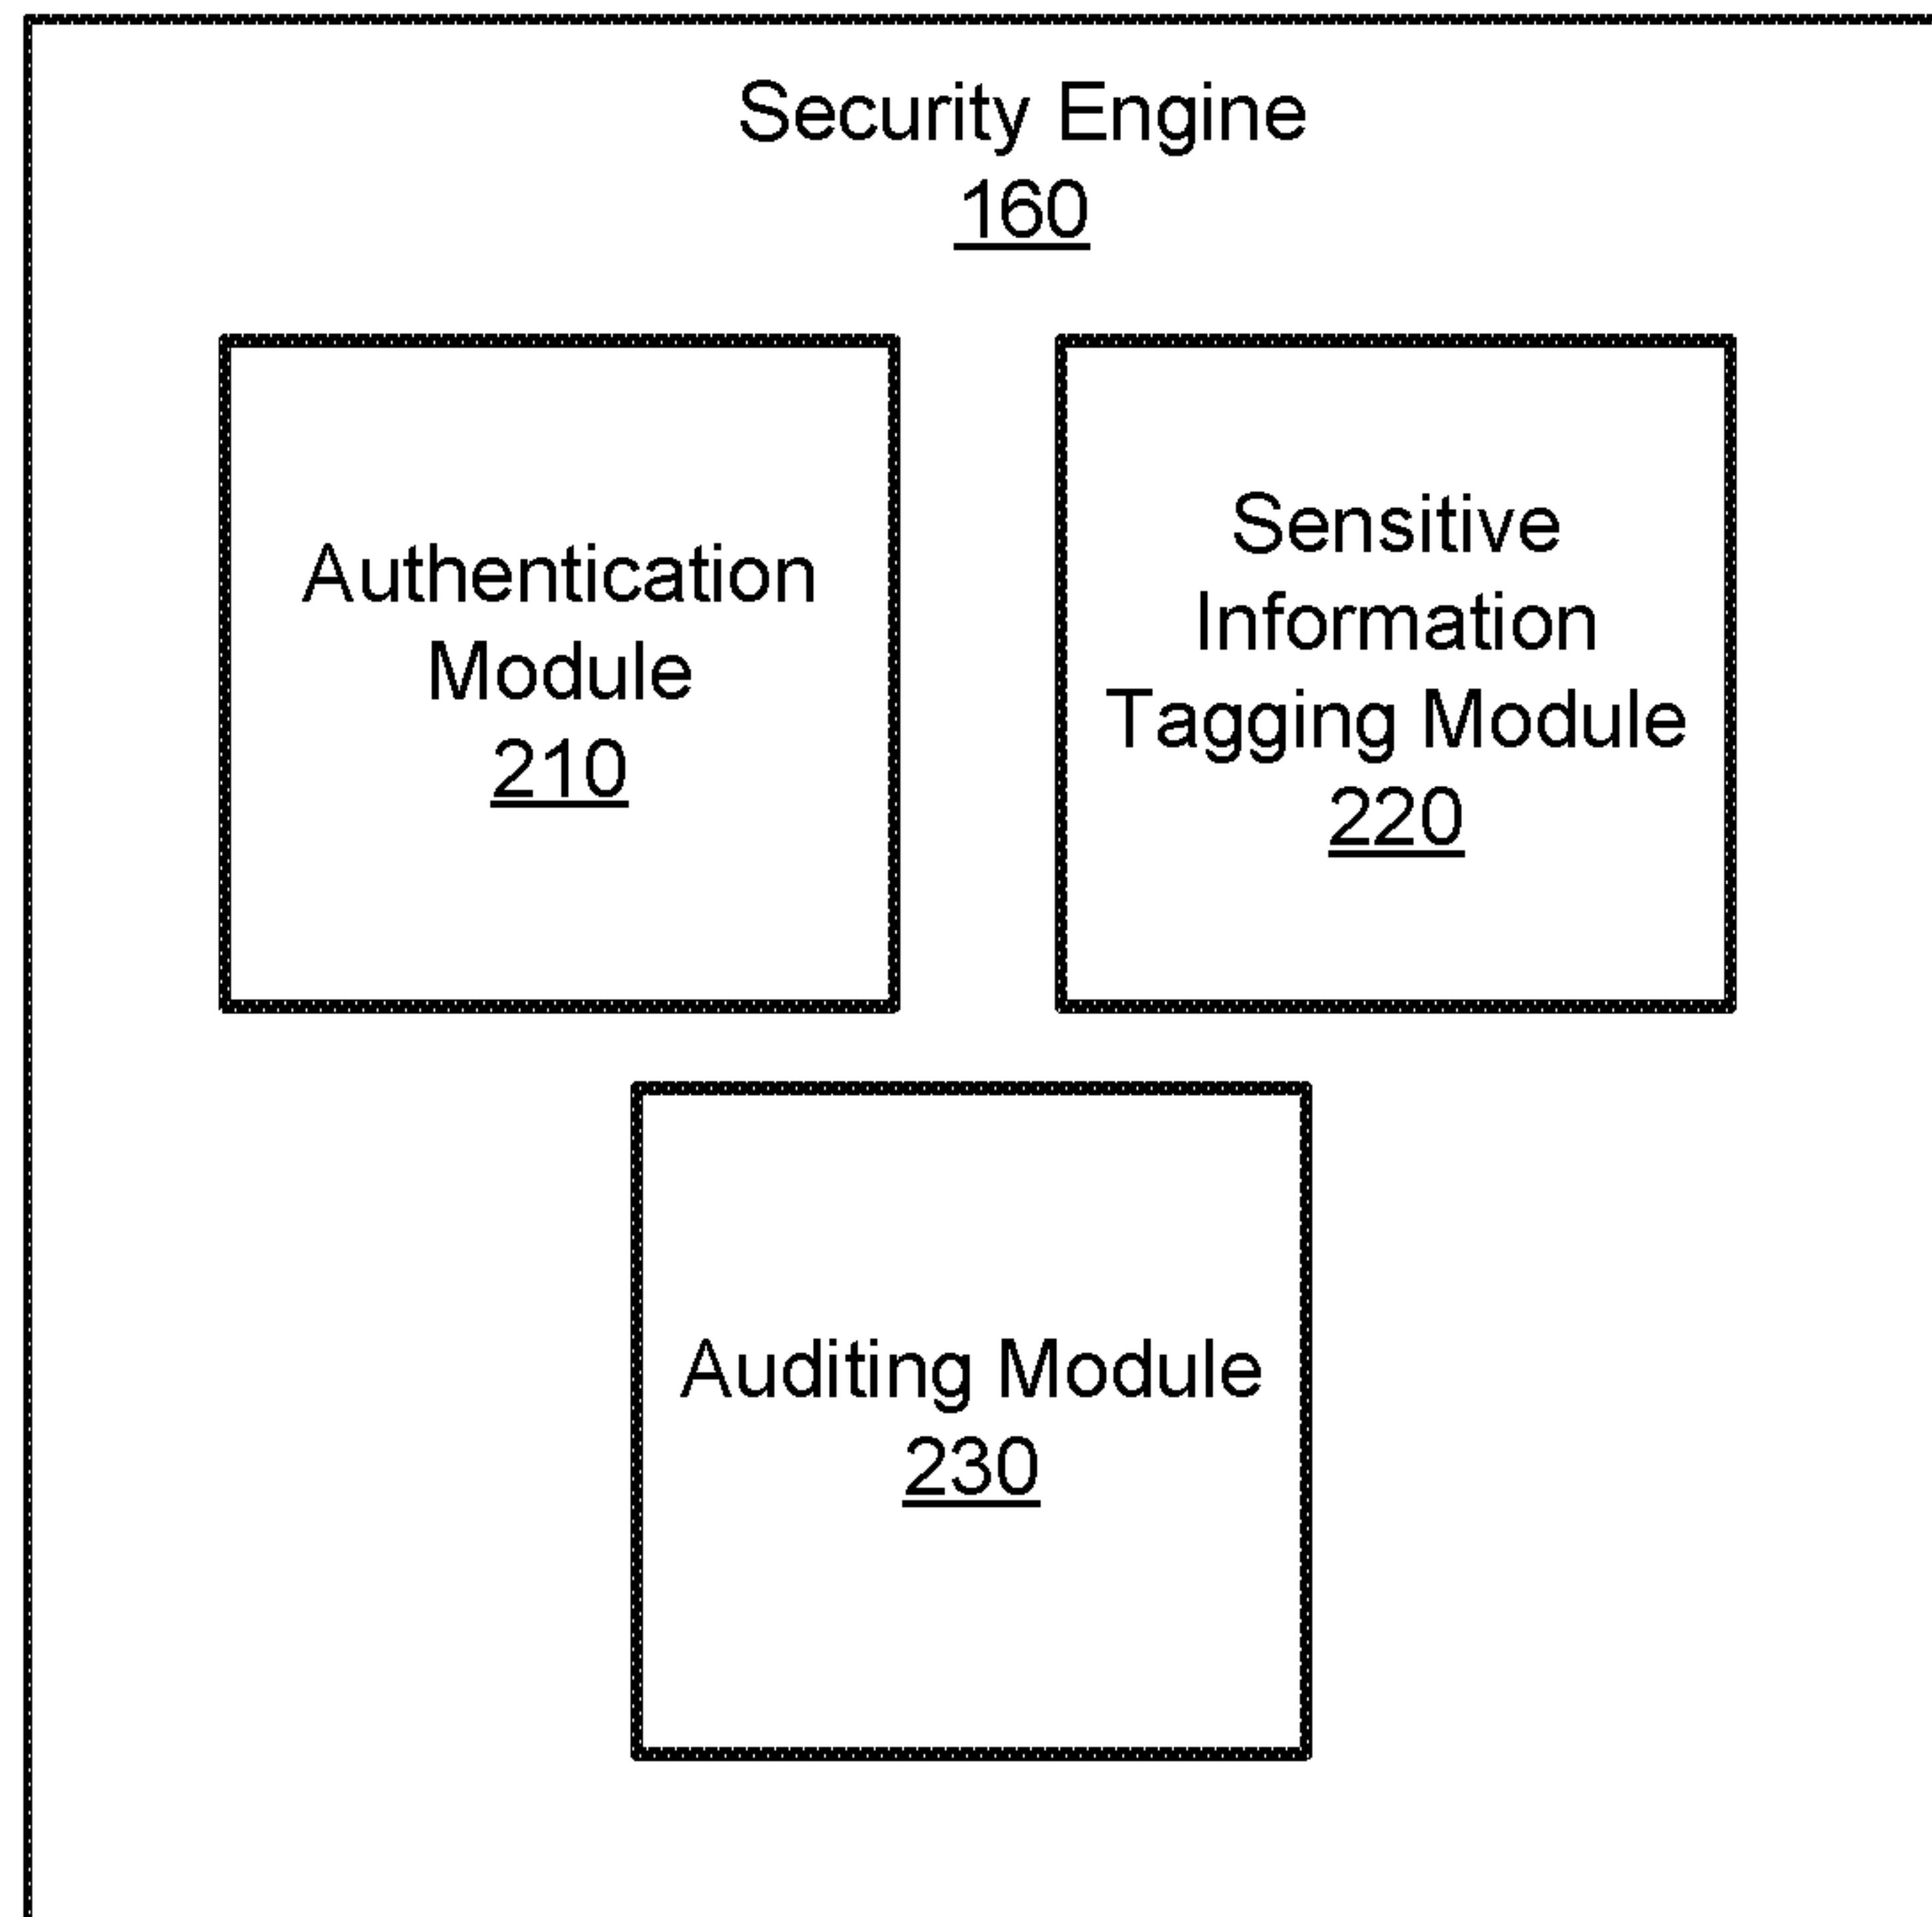 Security Engine
160
Authentication
Module
210
Sensitive
Information
Tagging Module
220
Auditing Module
230